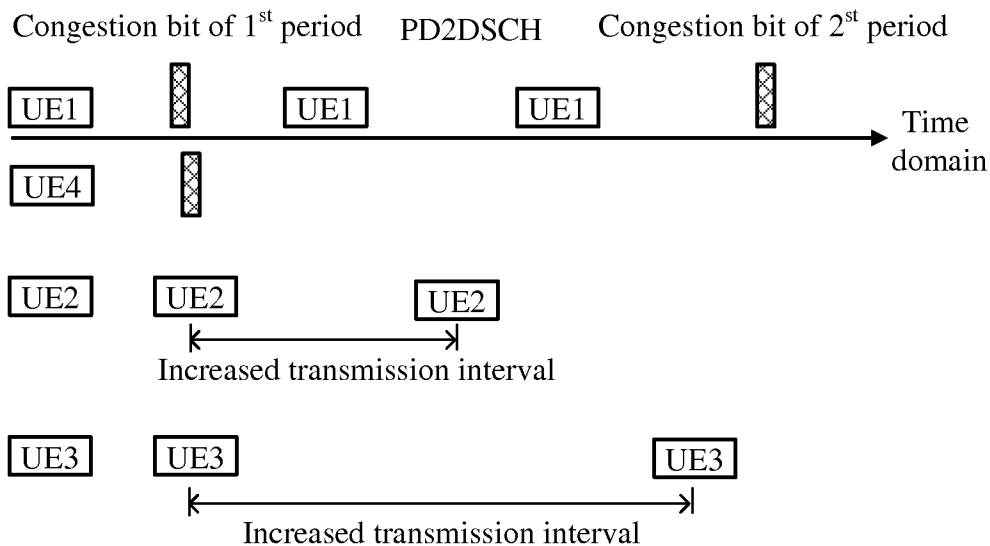 Congestion bit of 1st period PD2DSCH Congestion bit of 2st period
UE1 UE1 UE1
Time domain
UE4
UE2 UE2 UE2
Increased transmission interval
UE3 UE3 UE3
Increased transmission interval